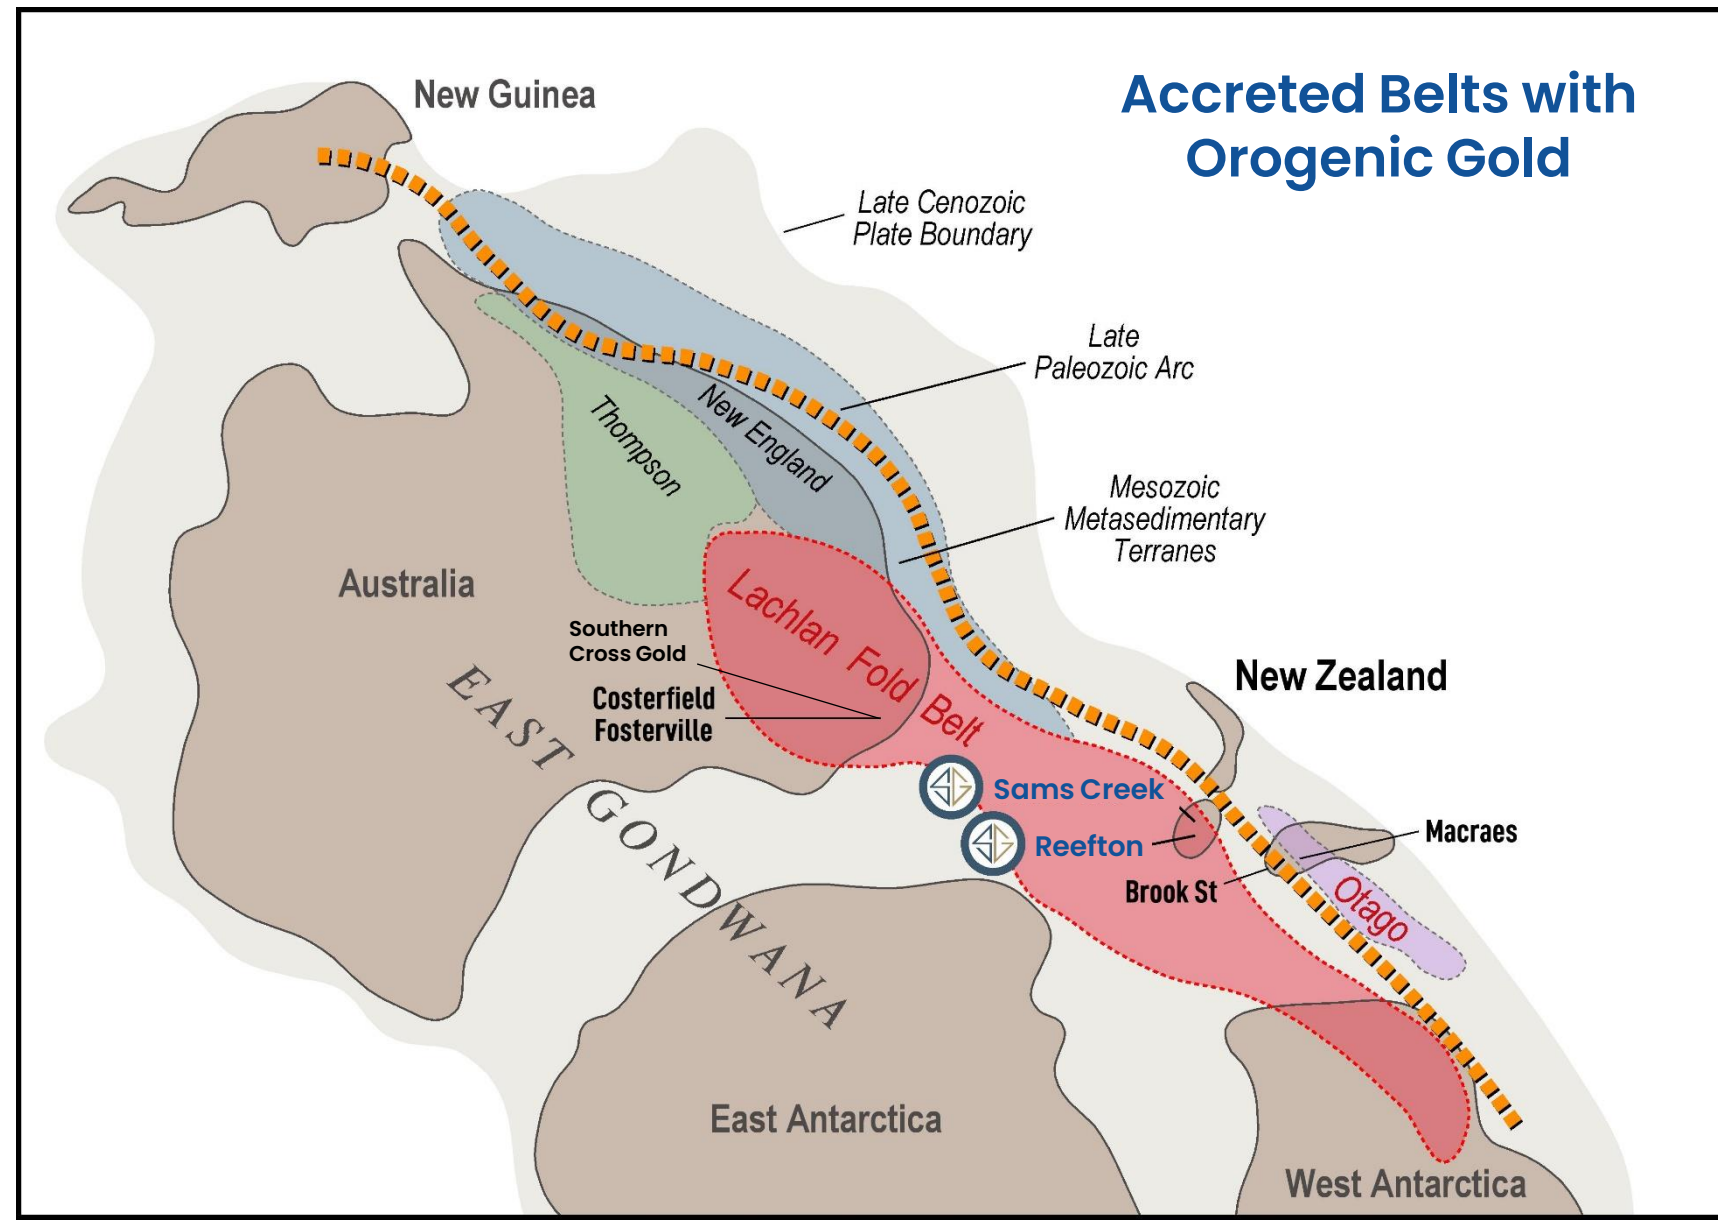 Accreted Belts with
Orogenic Gold
New Guinea
Late Cenozoic
Plate Boundary
Late
Paleozoic Arc
New England
Thompson
Mesozoic
Metasedimentary
Terranes
Australia
Lachlan Fold Belt
Southern
Cross Gold
Costerfield
Fosterville
New Zealand
EAST GONDWANA
SG
Sams Creek
SG
Reefton
Macraes
Brook St
Otago
East Antarctica
West Antarctica